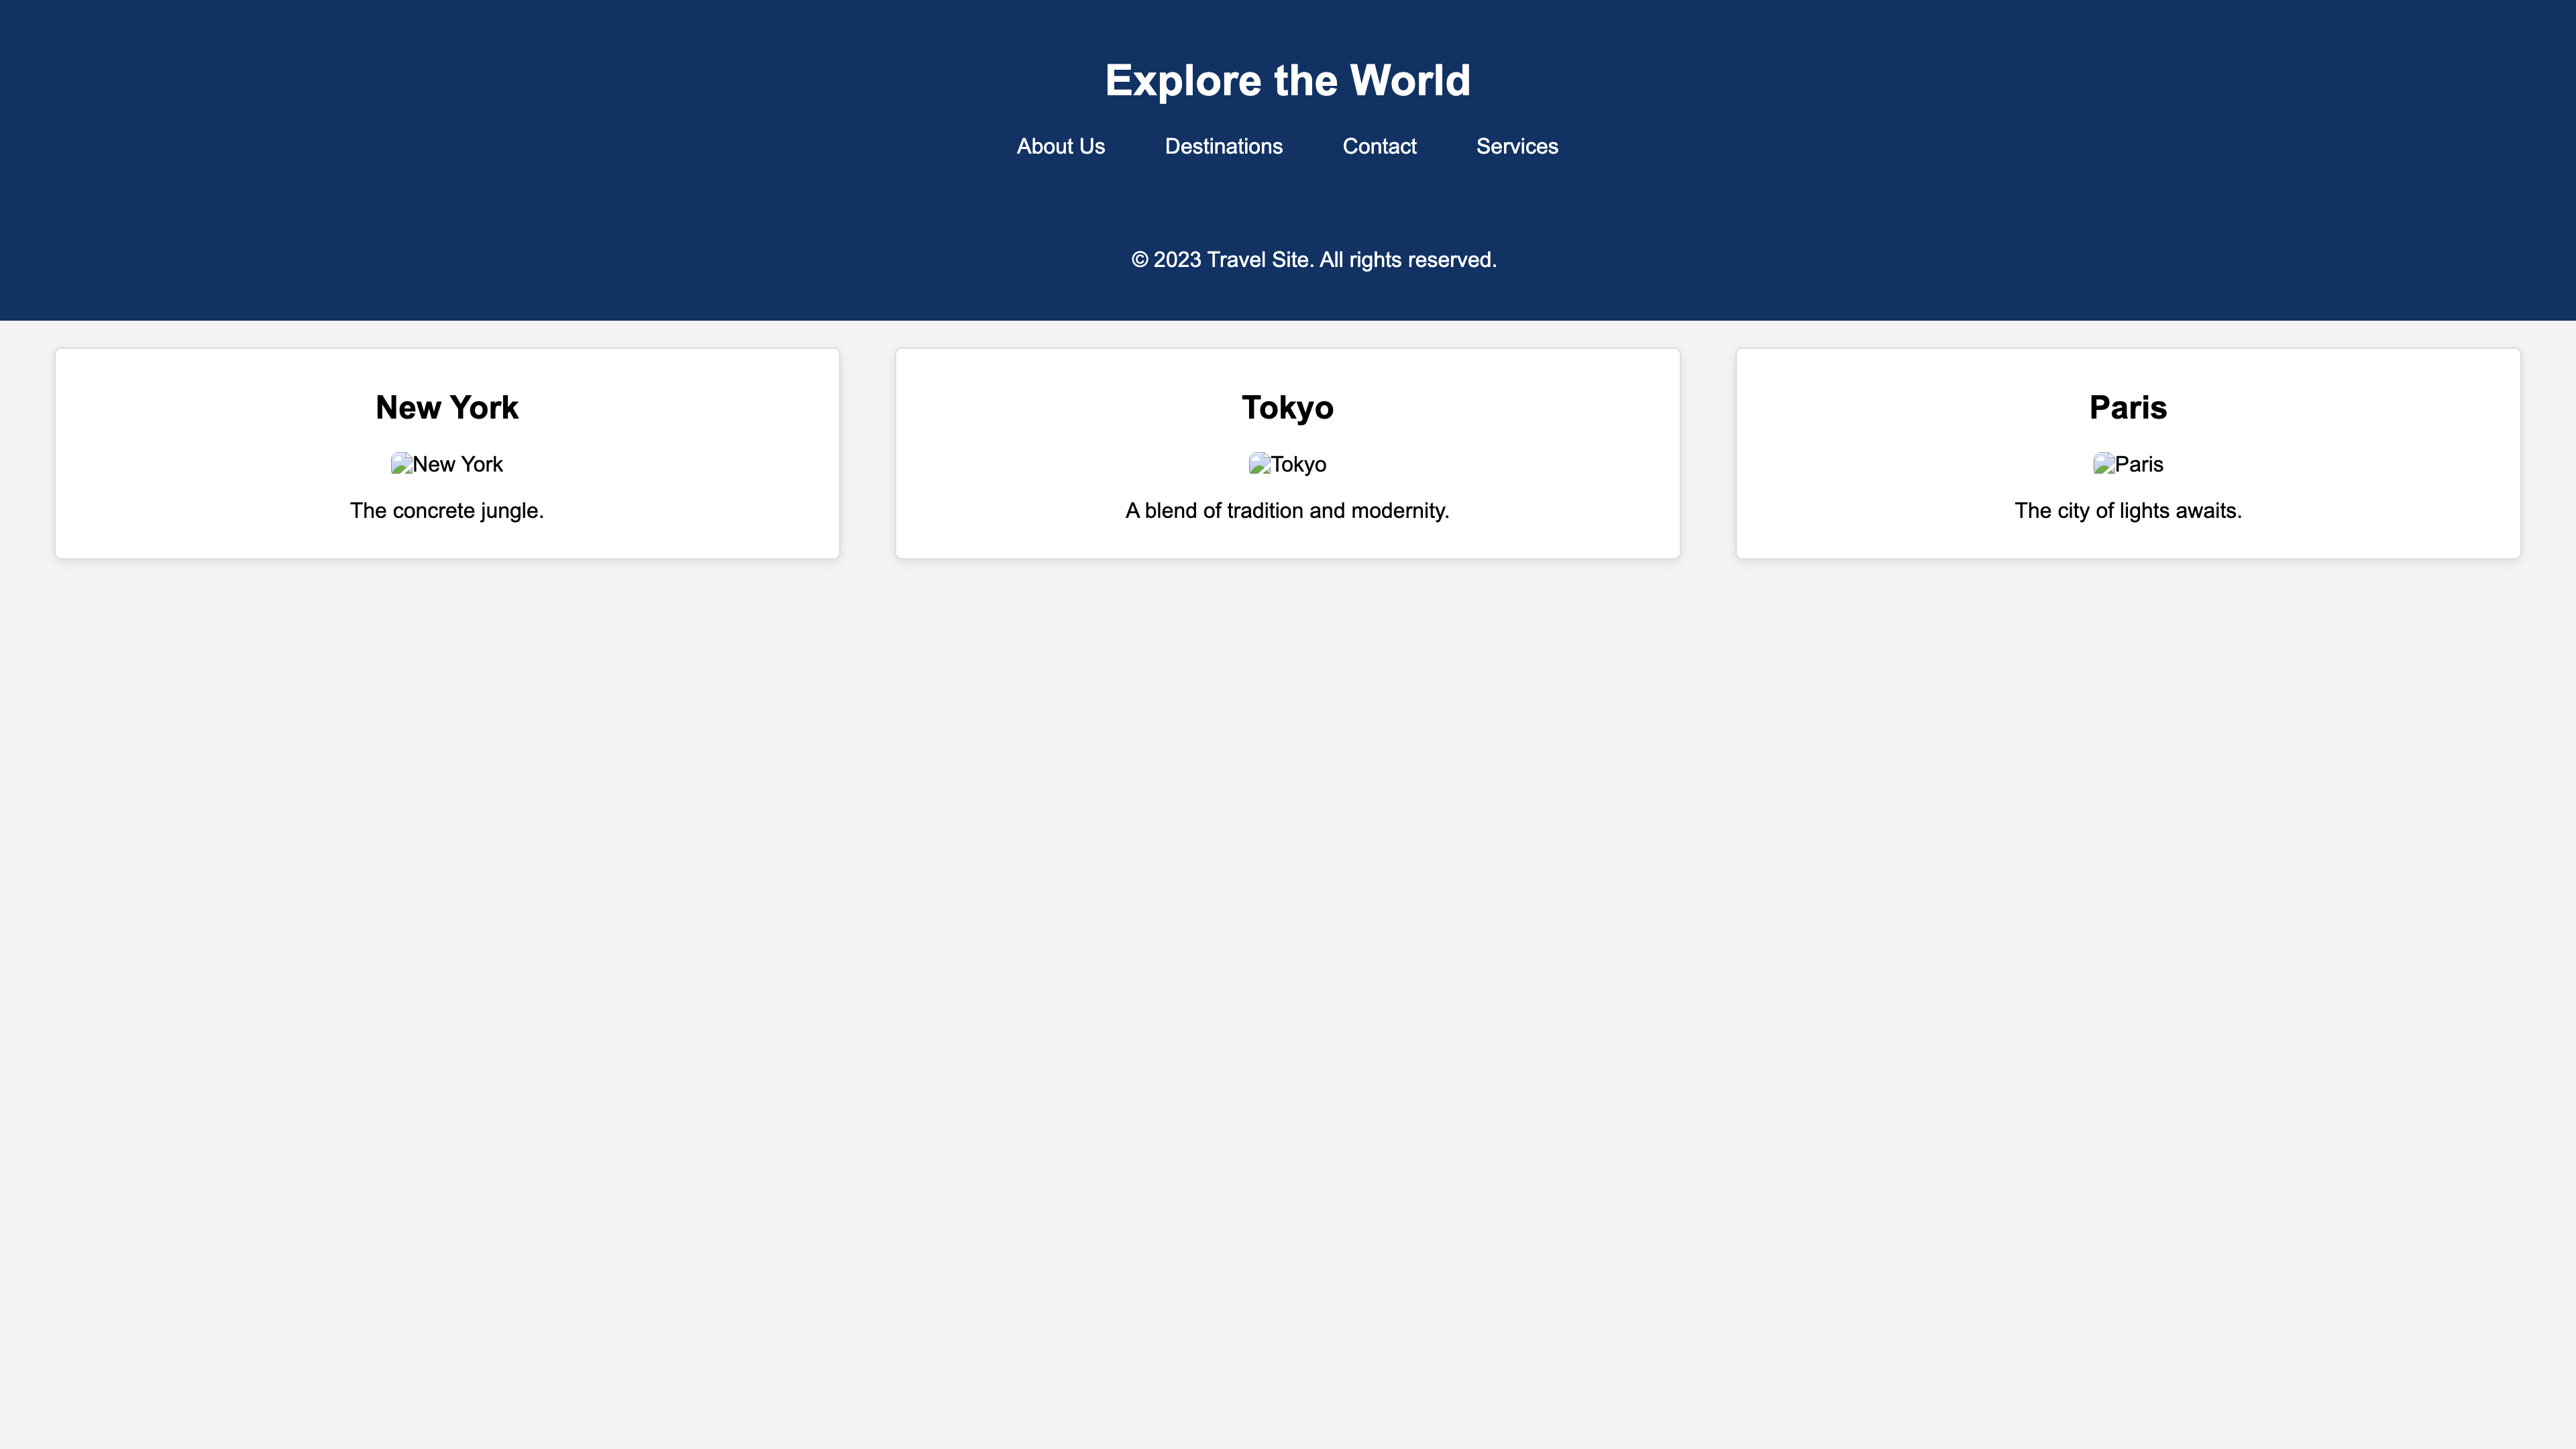 Explore the World
About Us Destinations Contact Services
© 2023 Travel Site. All rights reserved.
New York
New York
The concrete jungle.
Tokyo
Tokyo
A blend of tradition and modernity.
Paris
Paris
The city of lights awaits.